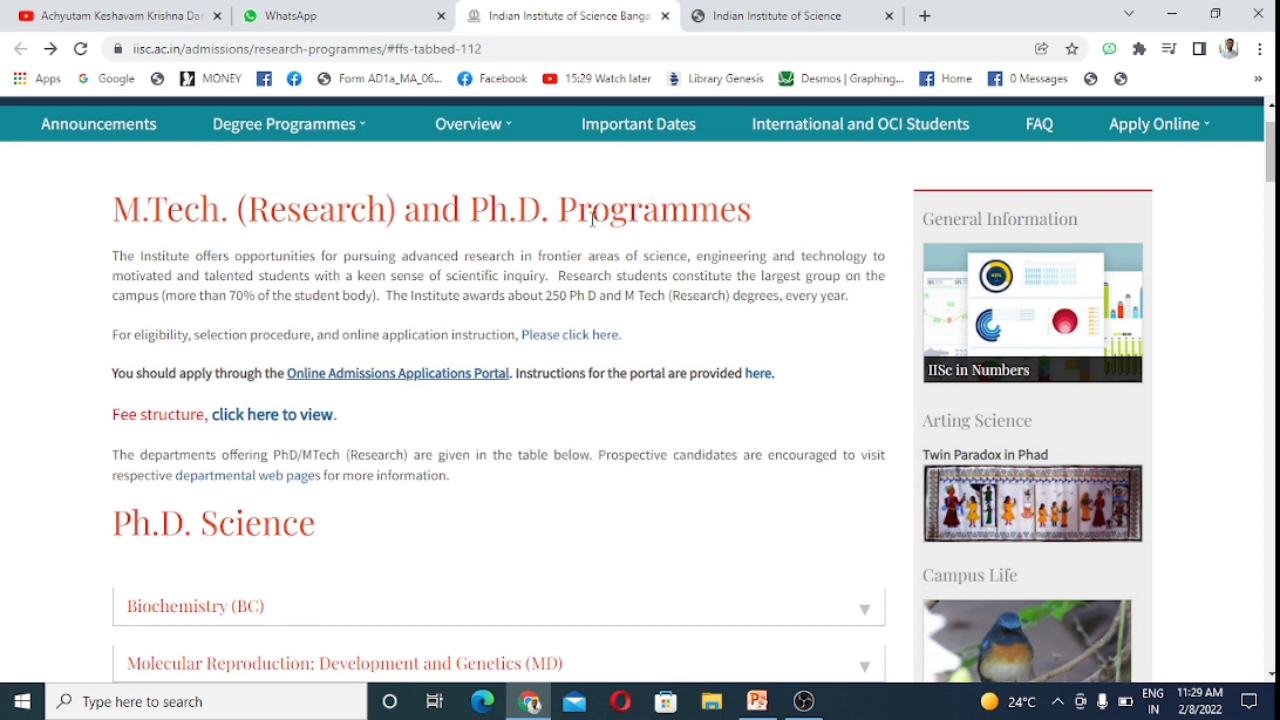 Achyutam Keshavam Krishna Dar
WhatsApp
Indian Institute of Science Banga
Indian Institute of Science
iisc.ac.in/admissions/research-programmes/#ffs-tabbed-112
Apps
Google
MONEY
Form AD1a_MA_06...
Facebook
15:29 Watch later
Library Genesis
Desmos | Graphing...
Home
0 Messages
Announcements
Degree Programmes
Overview
Important Dates
International and OCI Students
FAQ
Apply Online
M.Tech. (Research) and Ph.D. Programmes
The Institute offers opportunities for pursuing advanced research in frontier areas of science, engineering and technology to
motivated and talented students with a keen sense of scientific inquiry. Research students constitute the largest group on the
campus (more than 70% of the student body). The Institute awards about 250 Ph D and M Tech (Research) degrees, every year.
For eligibility, selection procedure, and online application instruction, Please click here.
You should apply through the Online Admissions Applications Portal. Instructions for the portal are provided here.
Fee structure, click here to view.
The departments offering PhD/MTech (Research) are given in the table below. Prospective candidates are encouraged to visit
respective departmental web pages for more information.
Ph.D. Science
Biochemistry (BC)
Molecular Reproduction; Development and Genetics (MD)
General Information
IISc in Numbers
Arting Science
Twin Paradox in Phad
Campus Life
Type here to search
24°C
ENG
IN
11:29 AM
2/8/2022